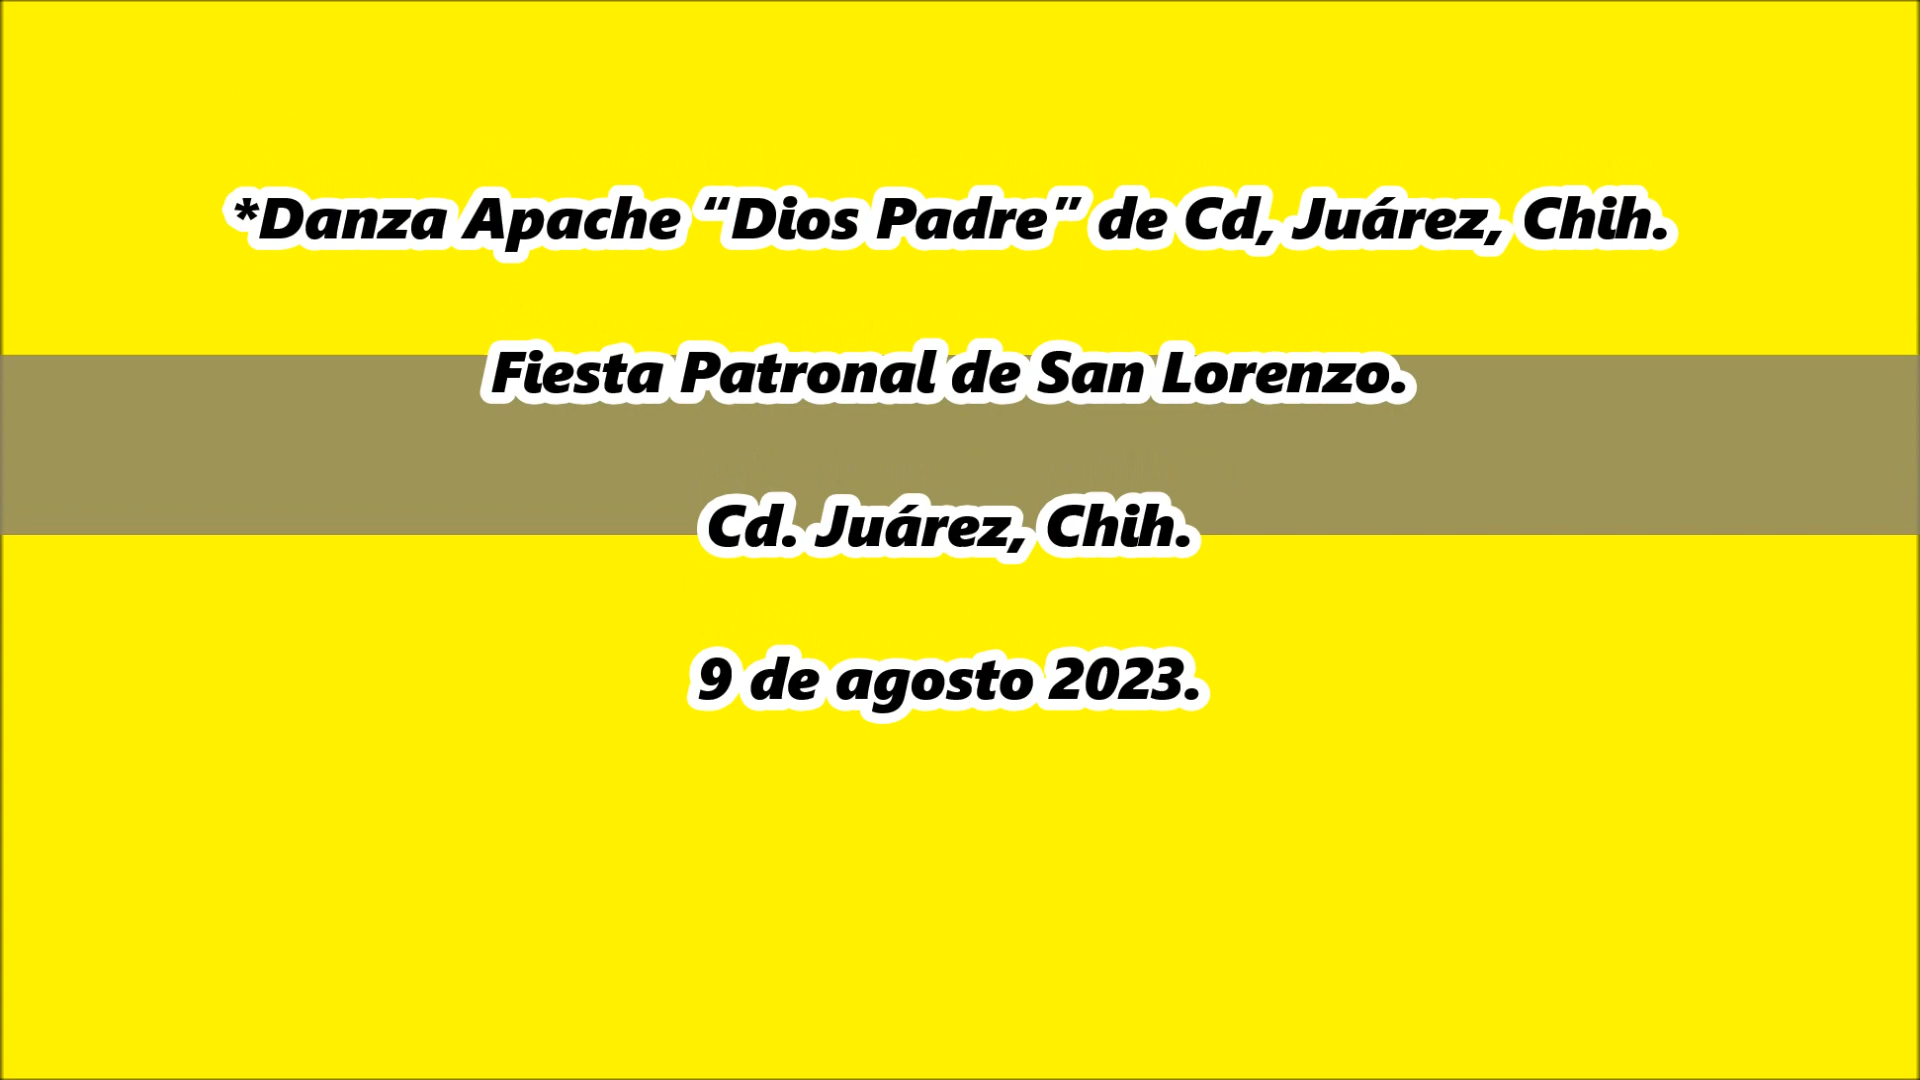 *Danza Apache “Dios Padre” de Cd, Juárez, Chih.
Fiesta Patronal de San Lorenzo.
Cd. Juárez, Chih.
9 de agosto 2023.